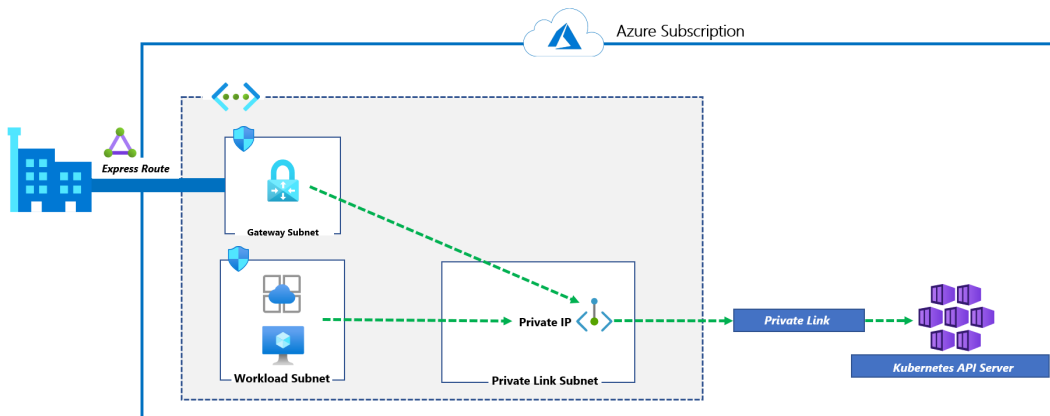 Azure Subscription
Express Route
Gateway Subnet
Workload Subnet
Private IP
Private Link Subnet
Private Link
Kubernetes API Server